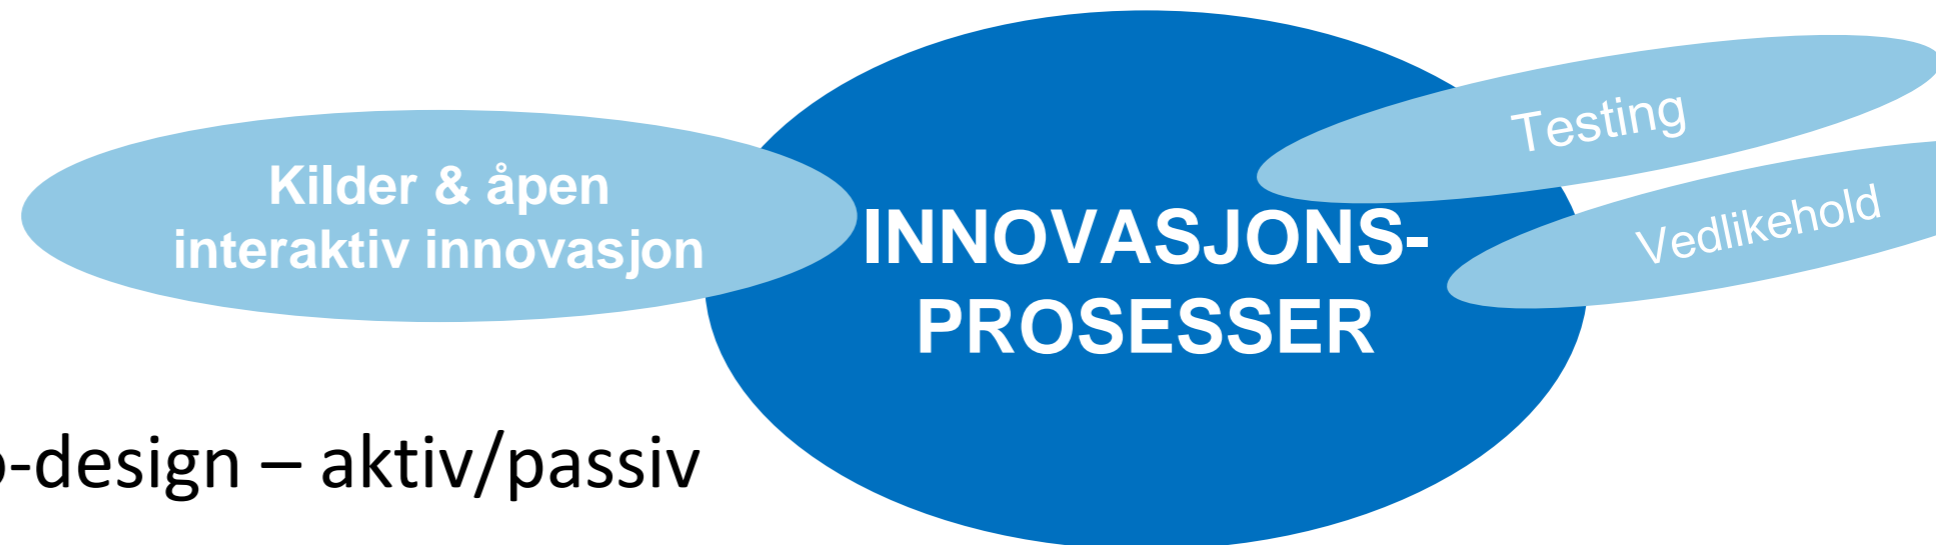 Kilder & åpen
interaktiv innovasjon
INNOVASJONS-
PROSESSER
Testing
Vedlikehold
-design – aktiv/passiv